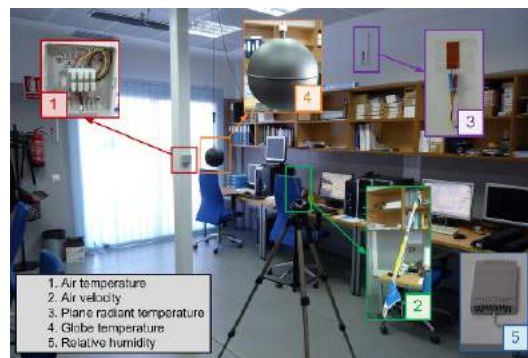 4
1
3
2
5
1. Air temperature
2. Air velocity
3. Plane radiant temperature
4. Globe temperature
5. Relative humidity